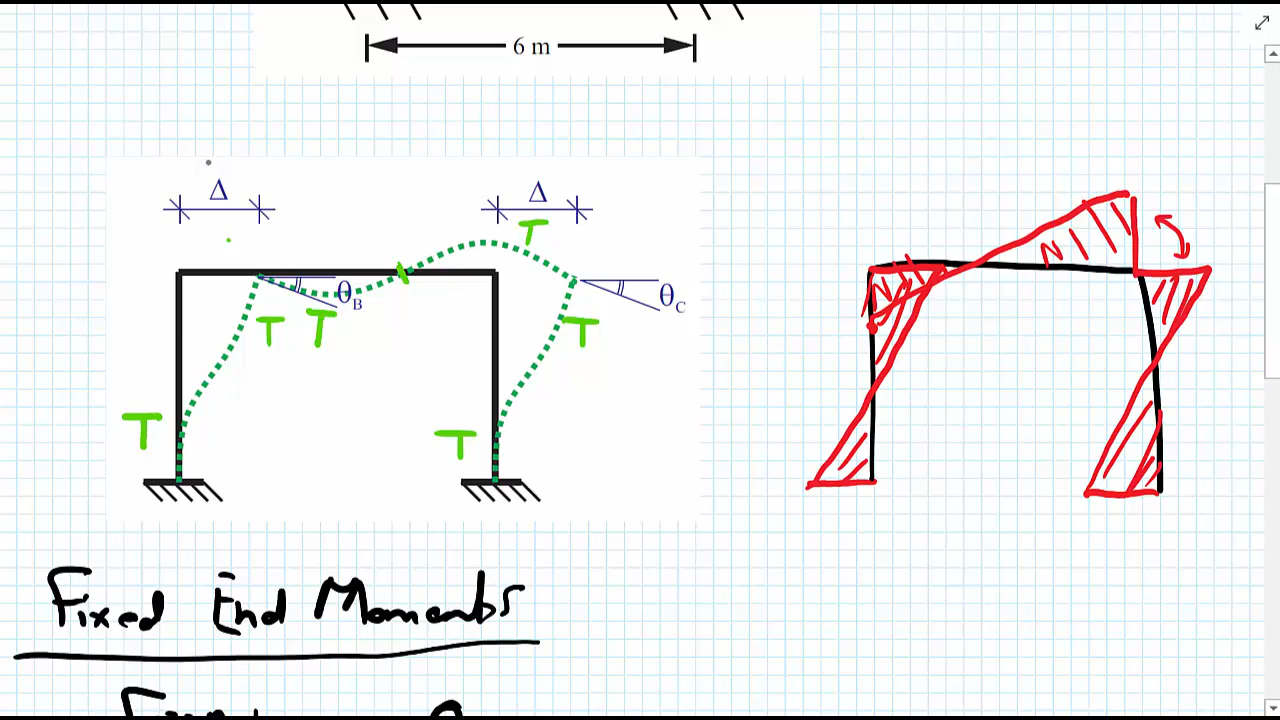 6 m
Δ Δ
T
θB θC
T T T
T T
Fixed End Moments